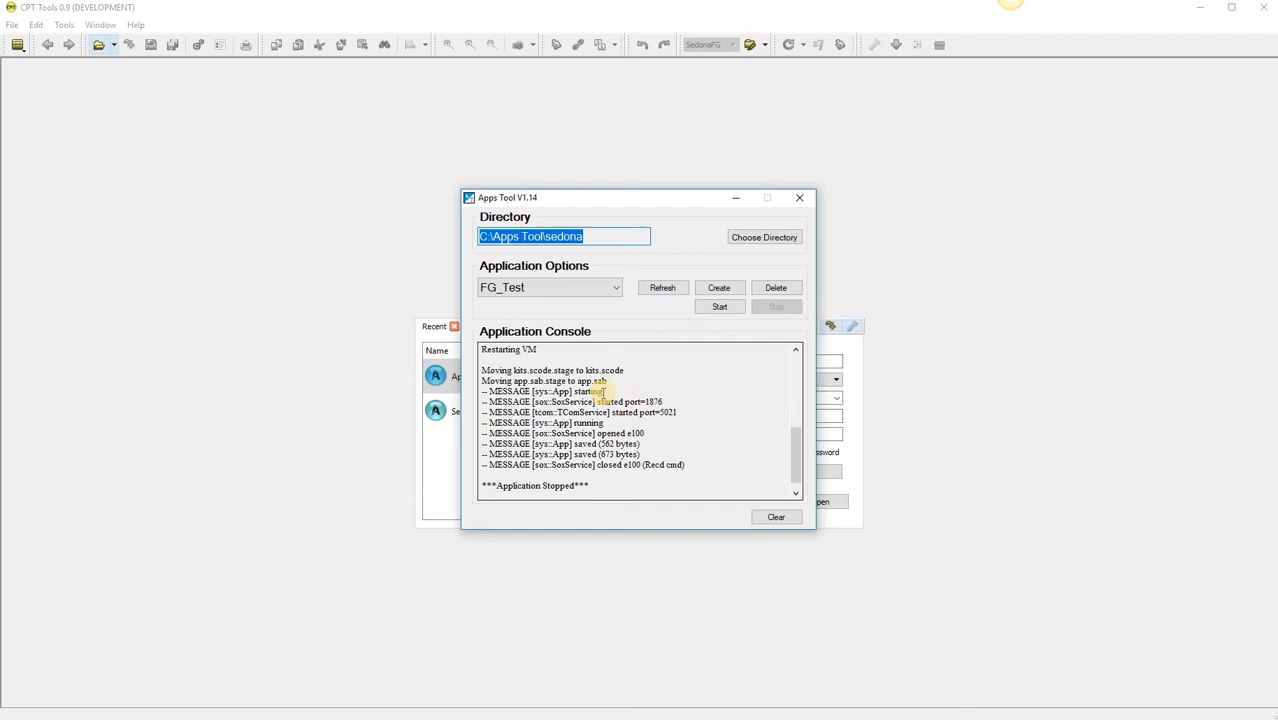 CPT Tools 0.9 (DEVELOPMENT)
File Edit Tools Window Help
SedonaFG
Apps Tool V1.14
Directory
C:\Apps Tool\sedona
Choose Directory
Application Options
FG_Test
Refresh
Create
Delete
Start
Stop
Application Console
Restarting VM
Moving kits.scode.stage to kits.scode
Moving app.sab.stage to app.sab
-- MESSAGE [sys::App] starting
-- MESSAGE [sox::SoxService] started port=1876
-- MESSAGE [tcom::TComService] started port=5021
-- MESSAGE [sys::App] running
-- MESSAGE [sox::SoxService] opened e100
-- MESSAGE [sys::App] saved (562 bytes)
-- MESSAGE [sys::App] saved (673 bytes)
-- MESSAGE [sox::SoxService] closed e100 (Recd cmd)
***Application Stopped***
Clear
Recent
Name
Ap
Se
ssword
pen